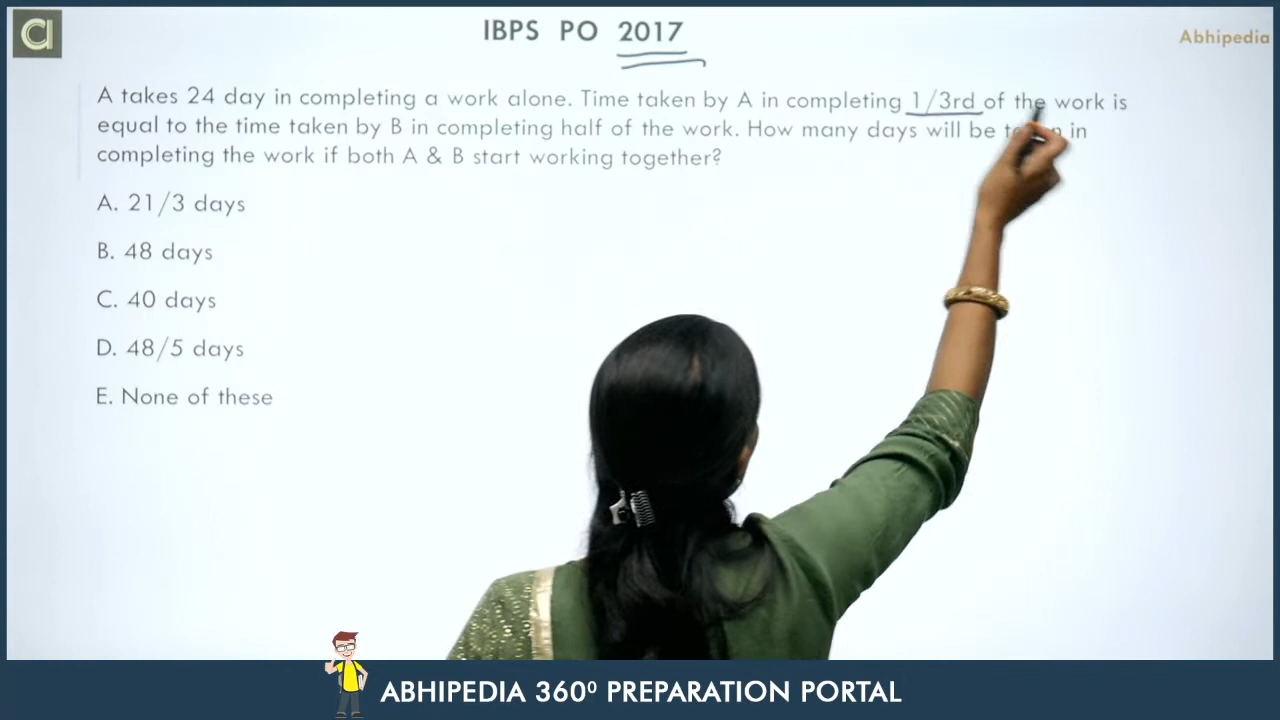 IBPS PO 2017
Abhipedia
A takes 24 day in completing a work alone. Time taken by A in completing 1/3rd of the work is
equal to the time taken by B in completing half of the work. How many days will be in
completing the work if both A & B start working together?
A. 21/3 days
B. 48 days
C. 40 days
D. 48/5 days
E. None of these
ABHIPEDIA 360⁰ PREPARATION PORTAL